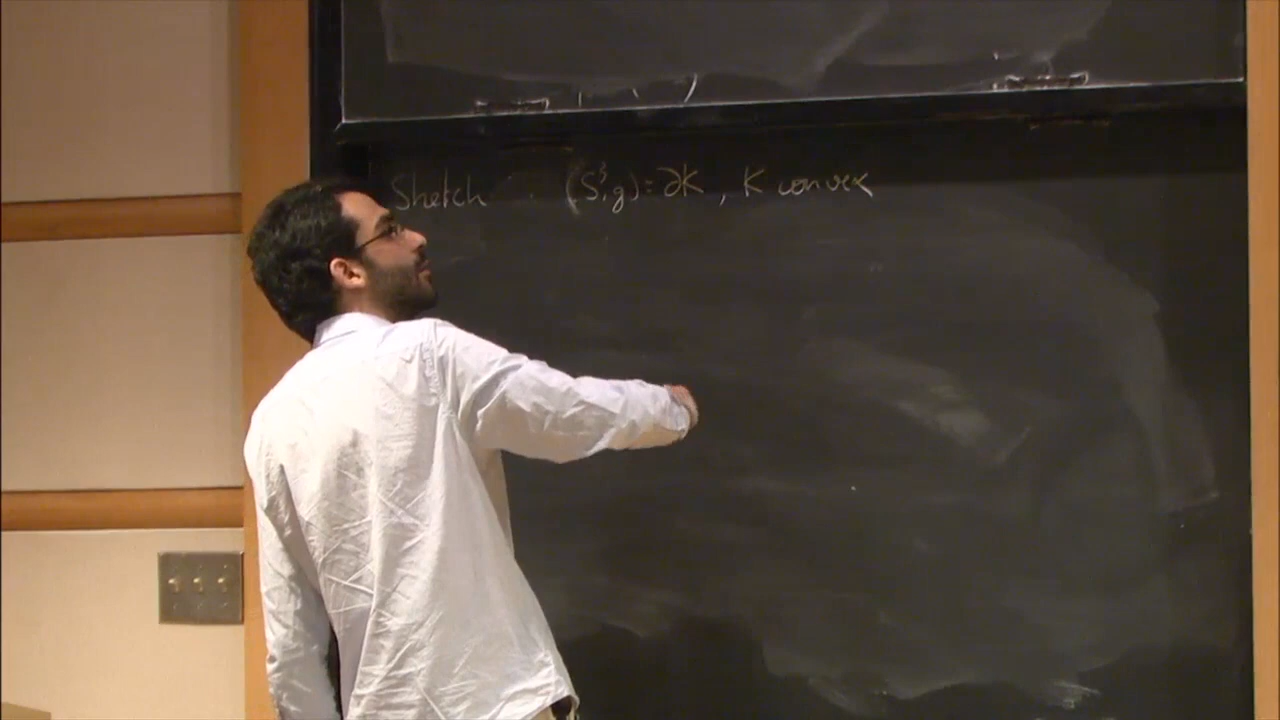 Sketch . (S³, g) = ∂K , K convex